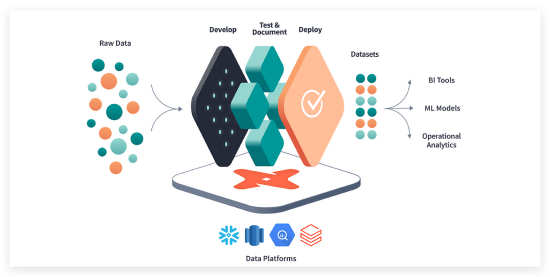 Develop
Test &
Document
Deploy
Raw Data
Datasets
BI Tools
ML Models
Operational
Analytics
Data Platforms